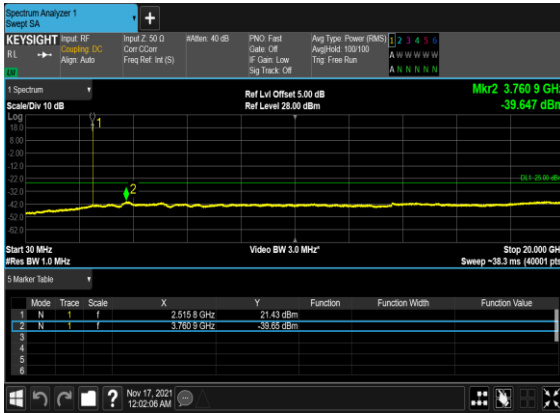 Spectrum Analyzer 1
Swept SA
+
KEYSIGHT Input: RF Input Z: 50 Ω #Atten: 40 dB PNO: Fast Avg Type: Power (RMS) 1 2 3 4 5 6
RL Coupling: DC Corr CCorr Gate: Off Avg|Hold: 100/100 A W W W W W
Align: Auto Freq Ref: Int (S) IF Gain: Low Trig: Free Run
Sig Track: Off A N N N N N
1 Spectrum Ref Lvl Offset 5.00 dB Mkr2 3.760 9 GHz
Scale/Div 10 dB Ref Level 28.00 dBm -39.647 dBm
Log
18.0
8.00
-2.00
-12.0
-22.0
-32.0
-42.0
-52.0
-62.0
1
2
DL1 -25.00 dBm
Start 30 MHz Video BW 3.0 MHz* Stop 20.000 GH
#Res BW 1.0 MHz Sweep ~38.3 ms (40001 pts
5 Marker Table
Mode Trace Scale X Y Function Function Width Function Value
1 N 1 f 2.515 8 GHz 21.43 dBm
2 N 1 f 3.760 9 GHz -39.65 dBm
3
4
5
6
? Nov 17, 2021
12:02:06 AM